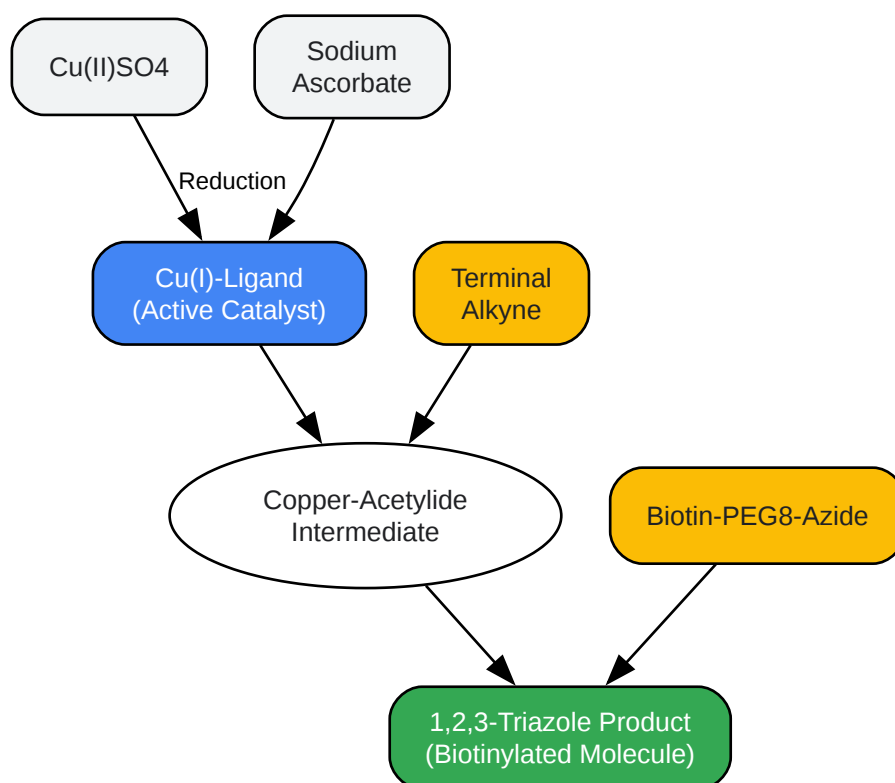 Cu(II)SO4
Sodium
Ascorbate
Reduction
Cu(I)-Ligand
(Active Catalyst)
Terminal
Alkyne
Copper-Acetylide
Intermediate
Biotin-PEG8-Azide
1,2,3-Triazole Product
(Biotinylated Molecule)